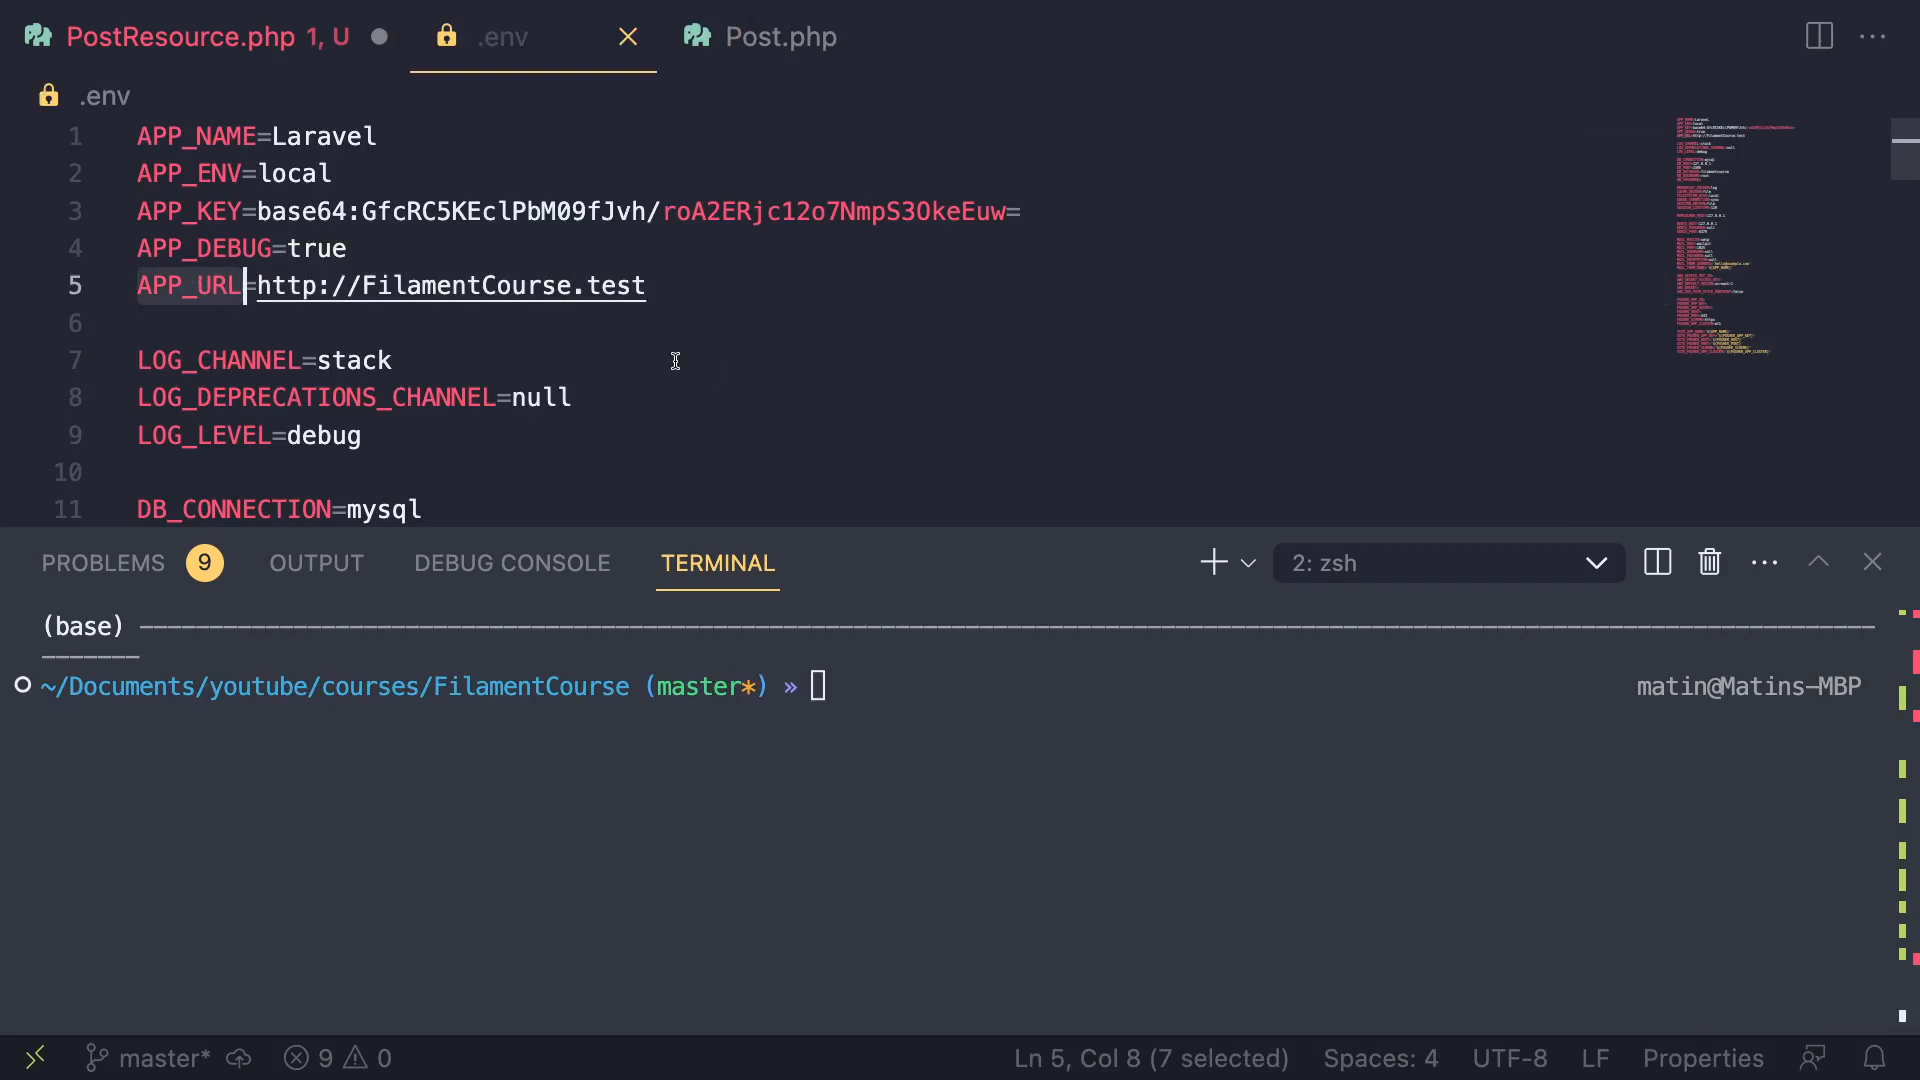 PostResource.php 1, U
.env
Post.php
.env
1 APP_NAME=Laravel
2 APP_ENV=local
3 APP_KEY=base64:GfcRC5KEclPbM09fJvh/roA2ERjc12o7NmpS3OkeEuw=
4 APP_DEBUG=true
5 APP_URL=http://FilamentCourse.test
6
7 LOG_CHANNEL=stack
8 LOG_DEPRECATIONS_CHANNEL=null
9 LOG_LEVEL=debug
10
11 DB_CONNECTION=mysql
PROBLEMS 9 OUTPUT DEBUG CONSOLE TERMINAL 2: zsh
(base)
~/Documents/youtube/courses/FilamentCourse (master*) » matin@Matins-MBP
master* 9 0 Ln 5, Col 8 (7 selected) Spaces: 4 UTF-8 LF Properties